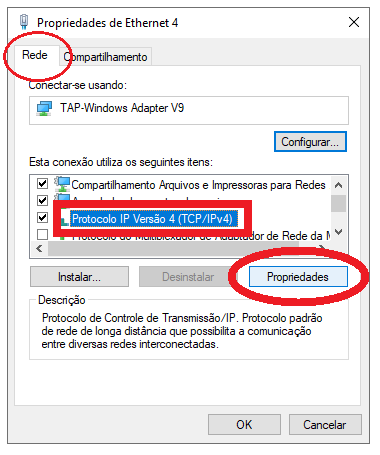 Propriedades de Ethernet 4
Rede
Compartilhamento
Conectar-se usando:
TAP-Windows Adapter V9
Configurar...
Esta conexão utiliza os seguintes itens:
Compartilhamento Arquivos e Impressoras para Redes
Protocolo IP Versão 4 (TCP/IPv4)
Protocolo de Multiplexador de Adaptador de Rede da M
Instalar...
Desinstalar
Propriedades
Descrição
Protocolo de Controle de Transmissão/IP. Protocolo padrão
de rede de longa distância que possibilita a comunicação
entre diversas redes interconectadas.
OK
Cancelar